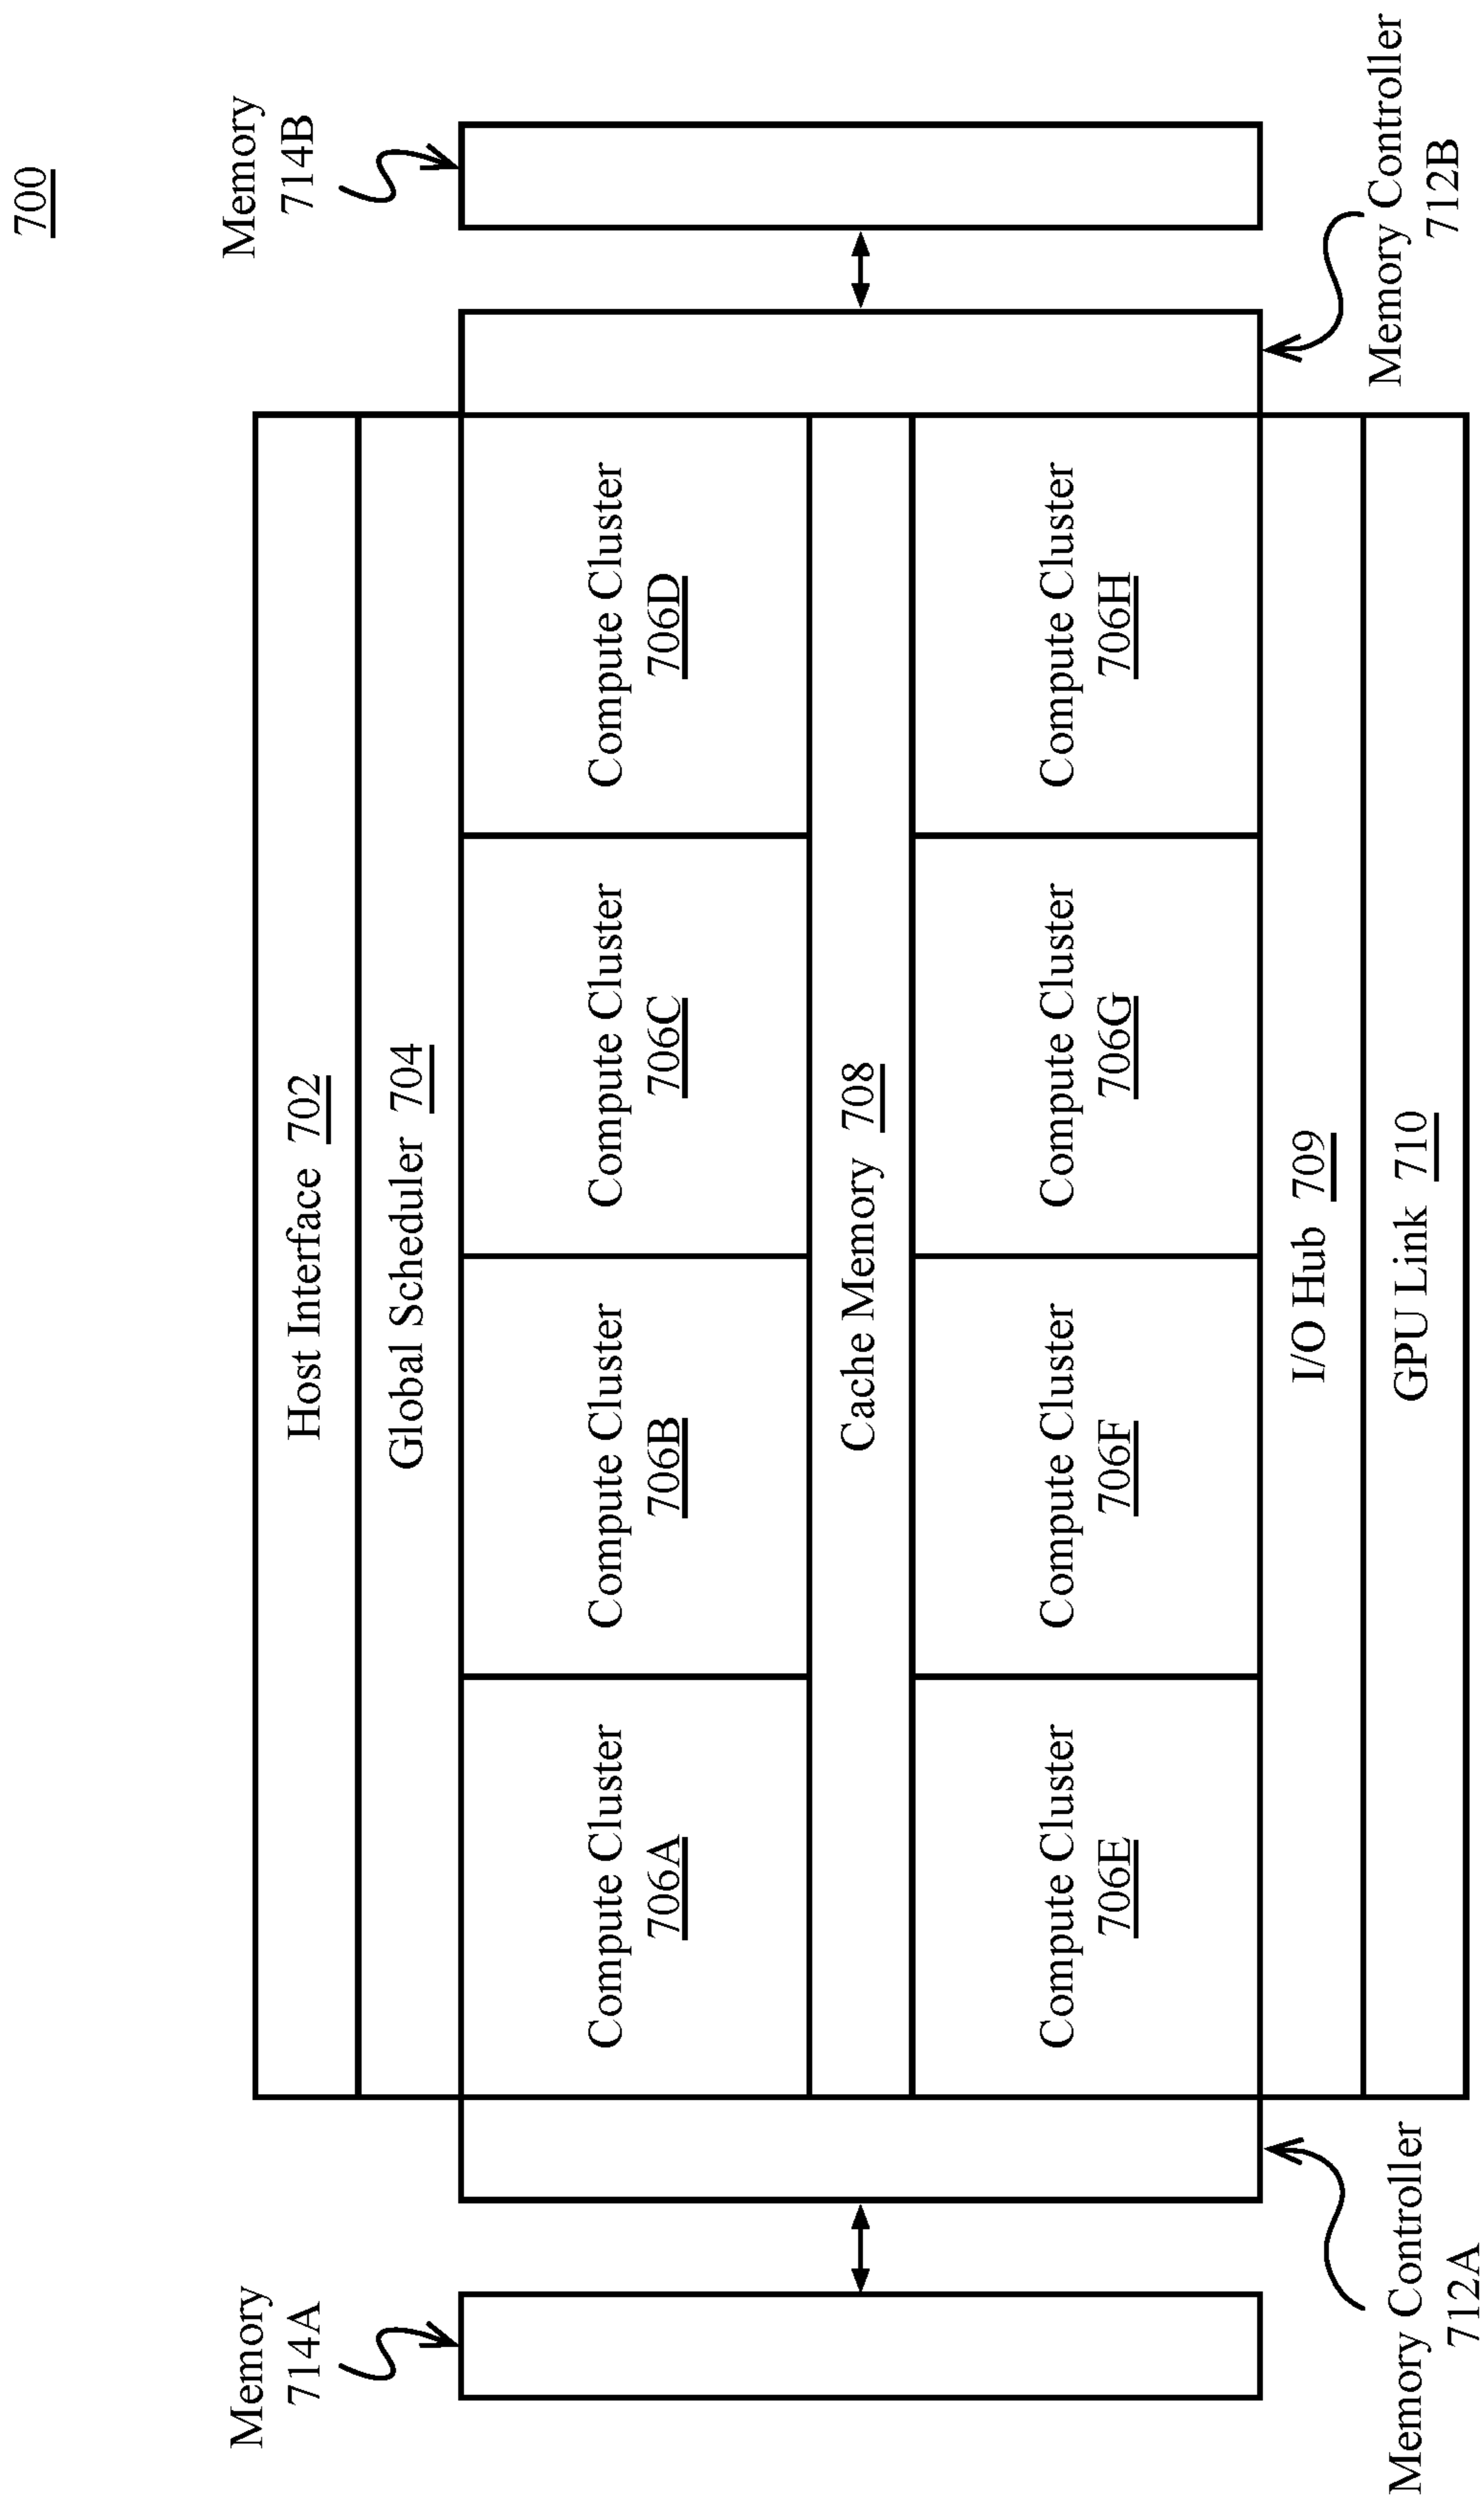 700
Memory
714A
Memory
714B
Host Interface 702
Global Scheduler 704
Compute Cluster
706A
Compute Cluster
706B
Compute Cluster
706C
Compute Cluster
706D
Cache Memory 708
Compute Cluster
706E
Compute Cluster
706F
Compute Cluster
706G
Compute Cluster
706H
I/O Hub 709
GPU Link 710
Memory Controller
712A
Memory Controller
712B